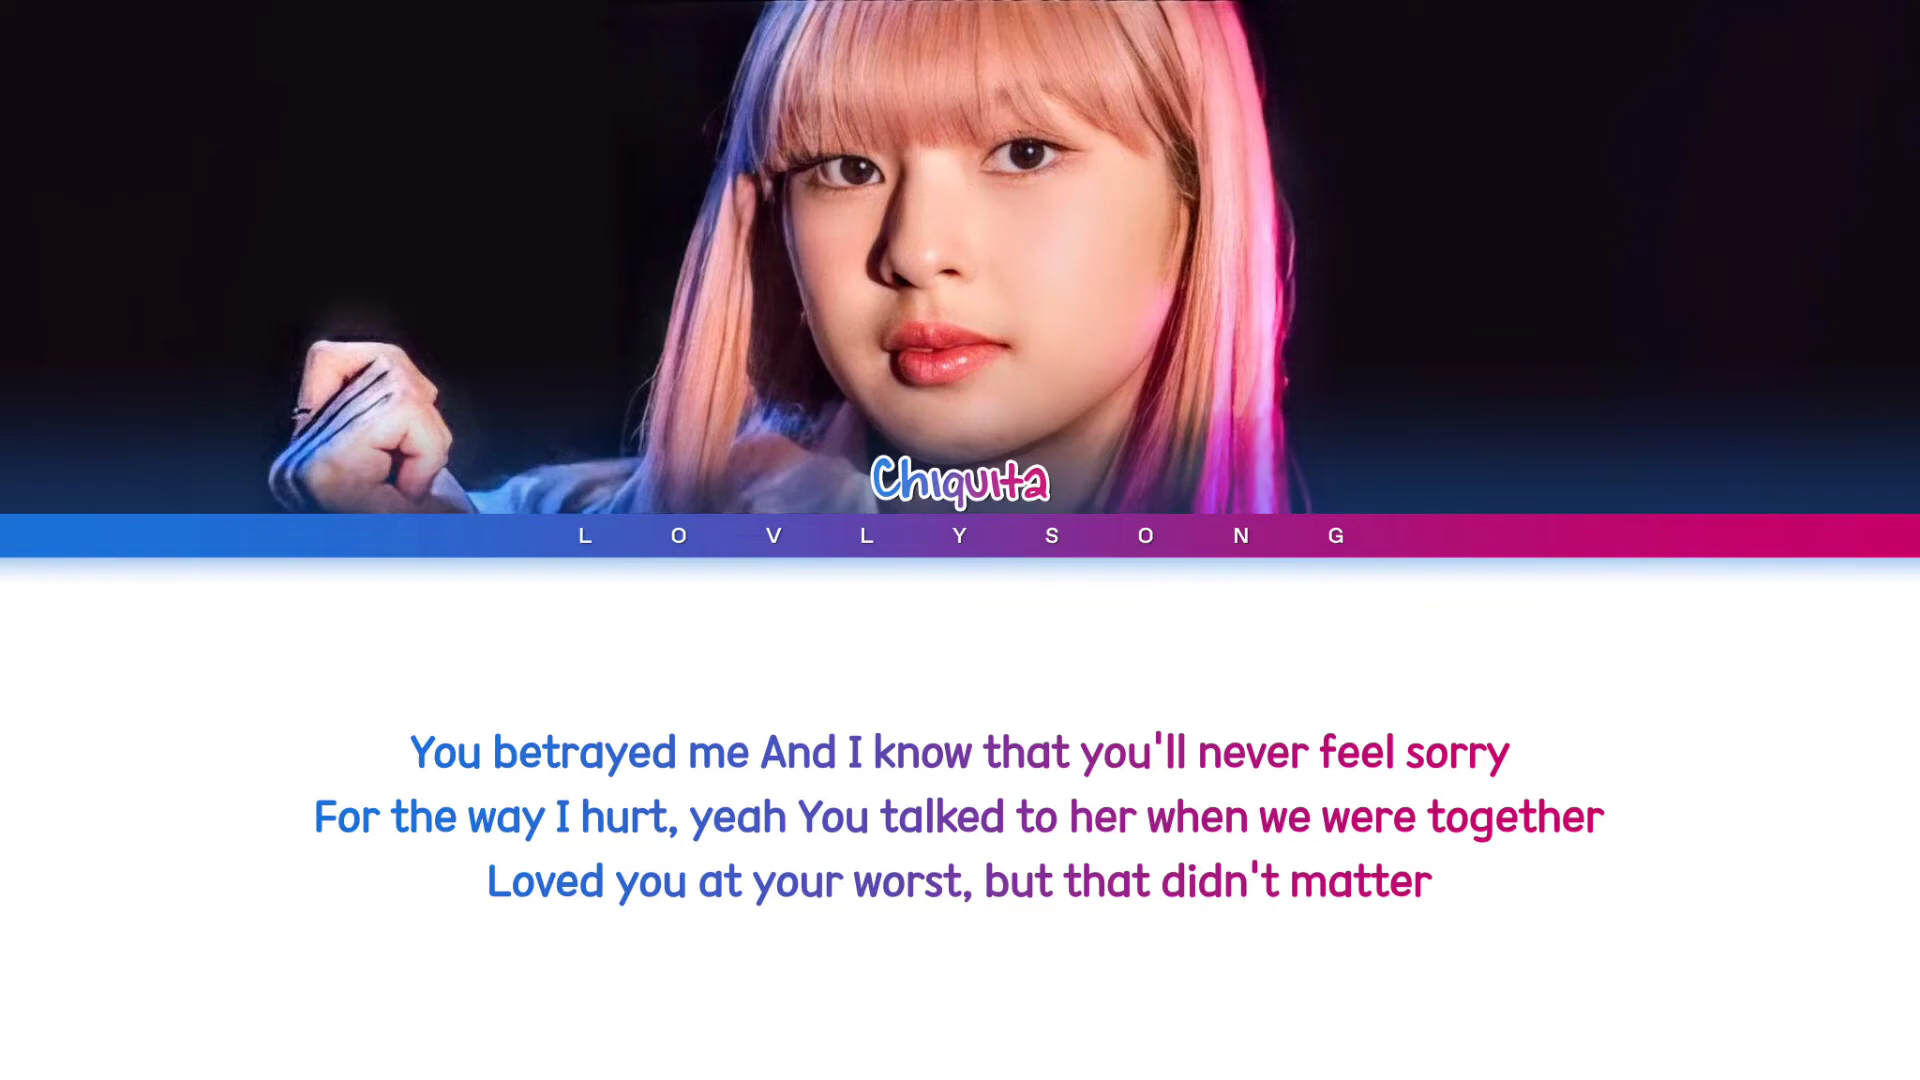 Chiquita
LOVLYSONG
You betrayed me And I know that you'll never feel sorry
For the way I hurt, yeah You talked to her when we were together
Loved you at your worst, but that didn't matter